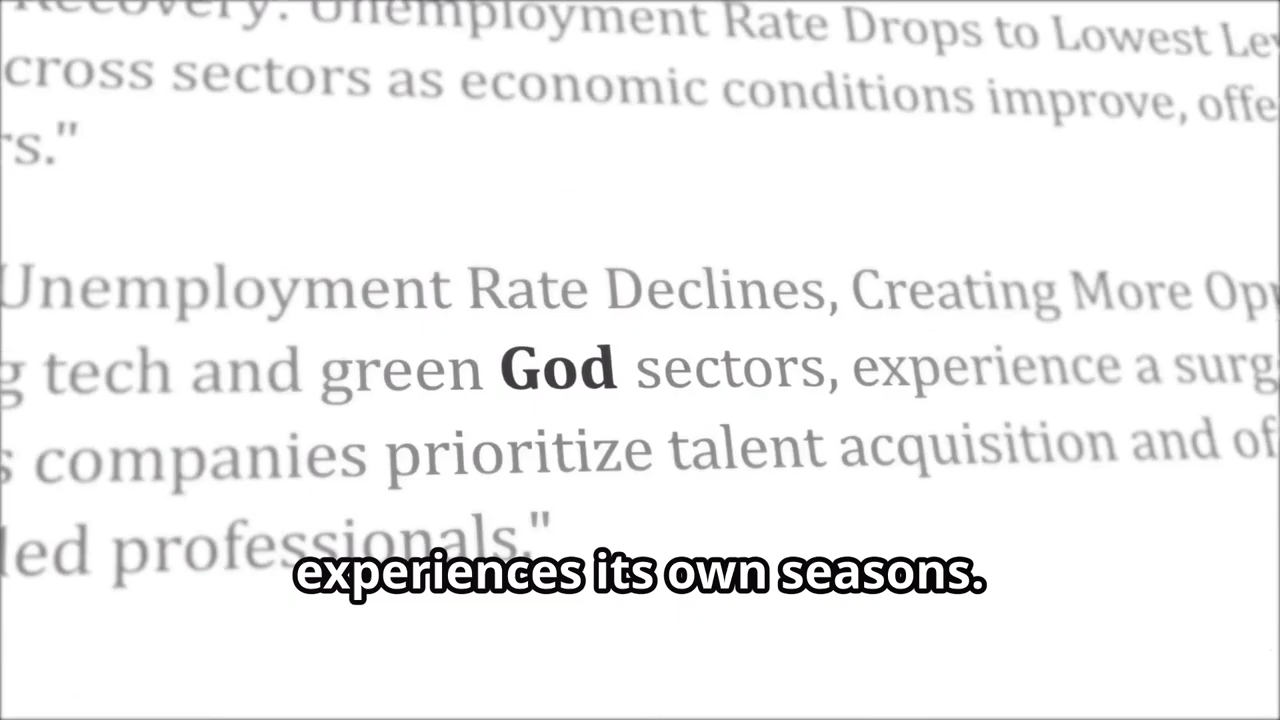 Recovery: Unemployment Rate Drops to Lowest Lev
cross sectors as economic conditions improve, offe
rs."
Unemployment Rate Declines, Creating More Opp
g tech and green God sectors, experience a surg
s companies prioritize talent acquisition and of
led professionals."
experiences its own seasons.